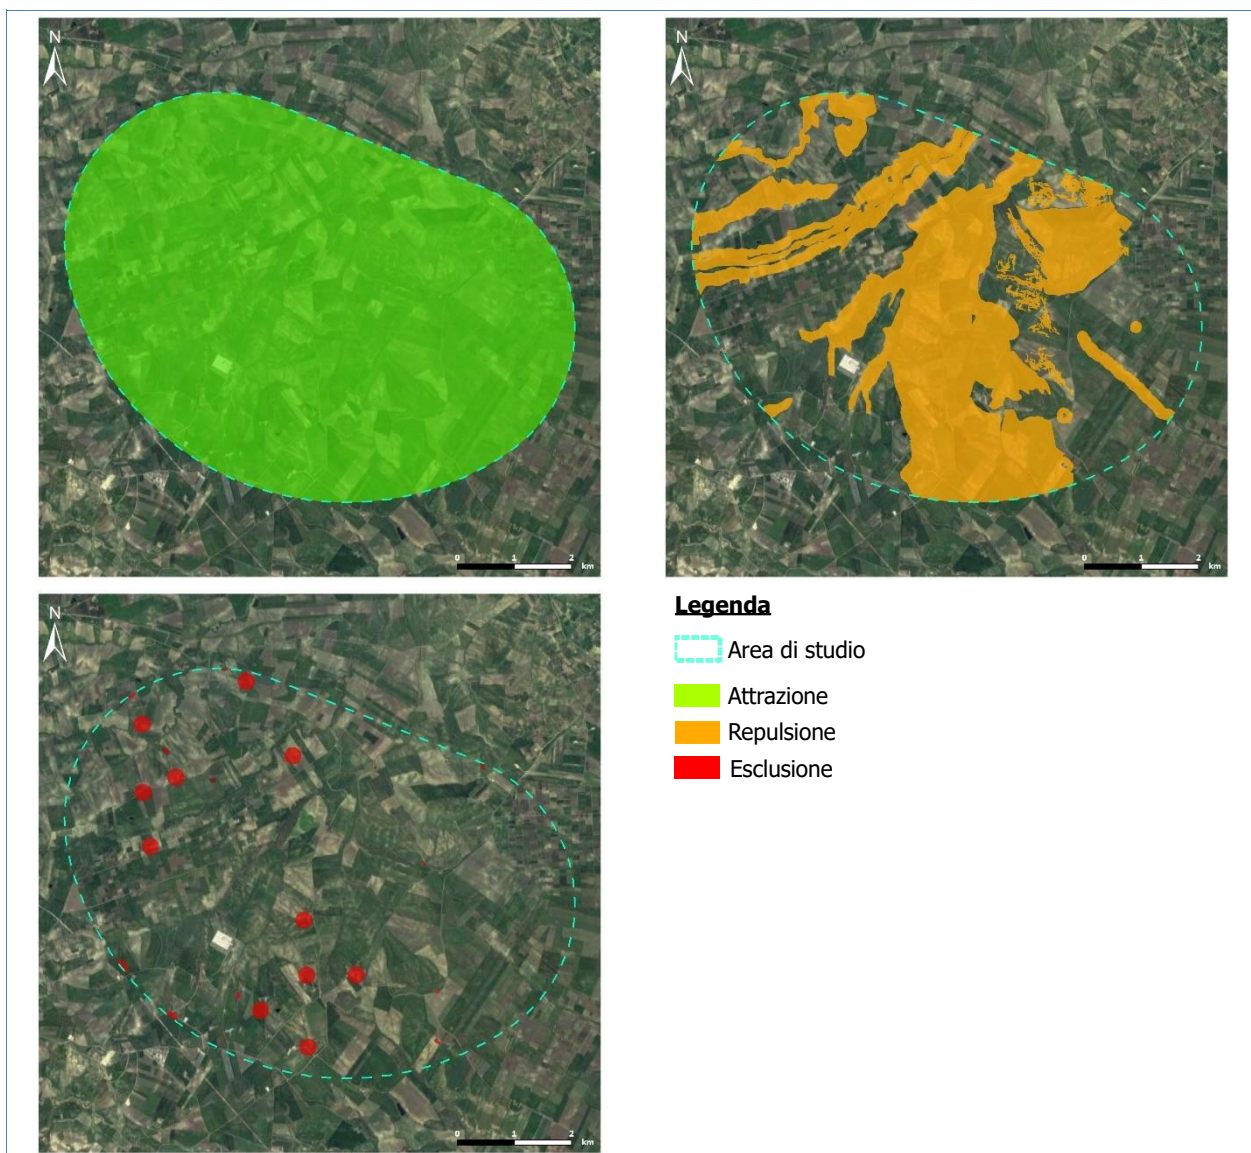 N
N
0 1 2
km
0 1 2
km
N
Legenda
Area di studio
Attrazione
Repulsione
Esclusione
0 1 2
km